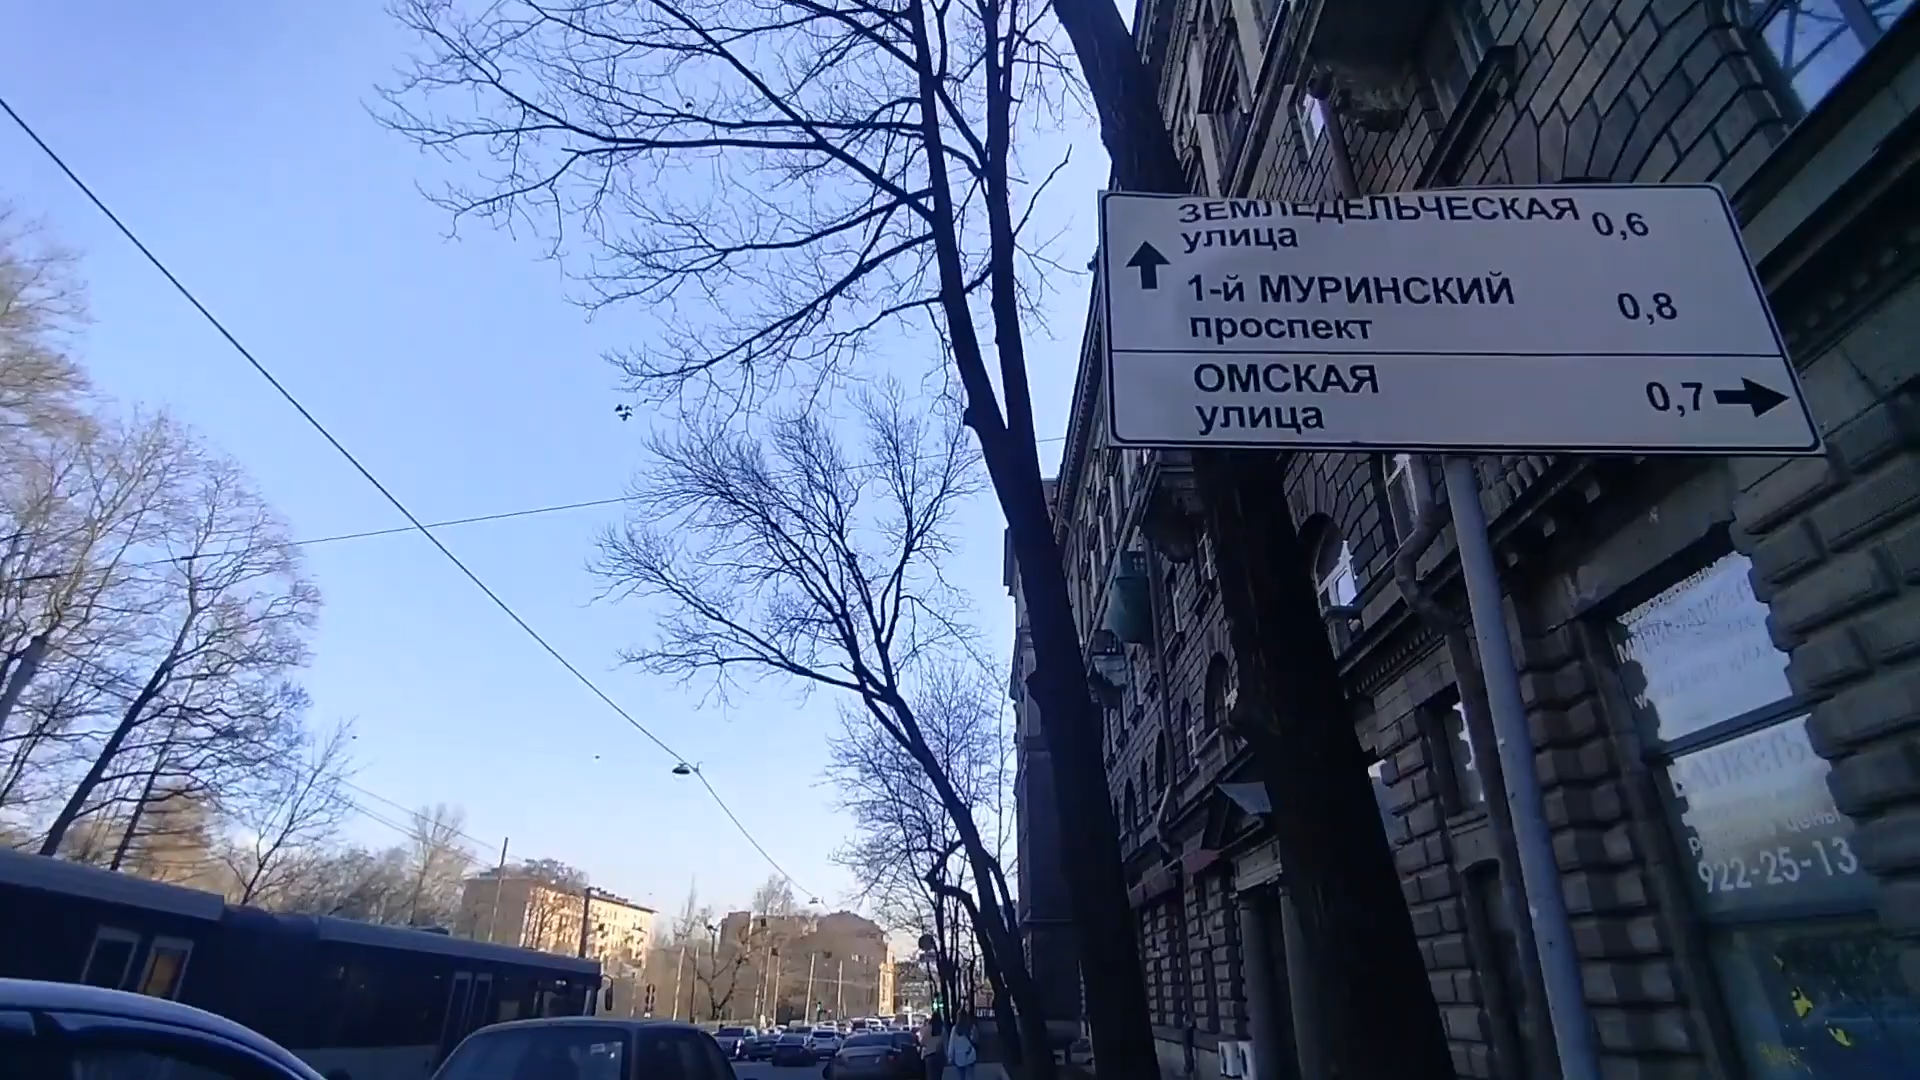 ЗЕМЛЕДЕЛЬЧЕСКАЯ 0,6
улица
1-й МУРИНСКИЙ 0,8
проспект
ОМСКАЯ 0,7
улица
922-25-13